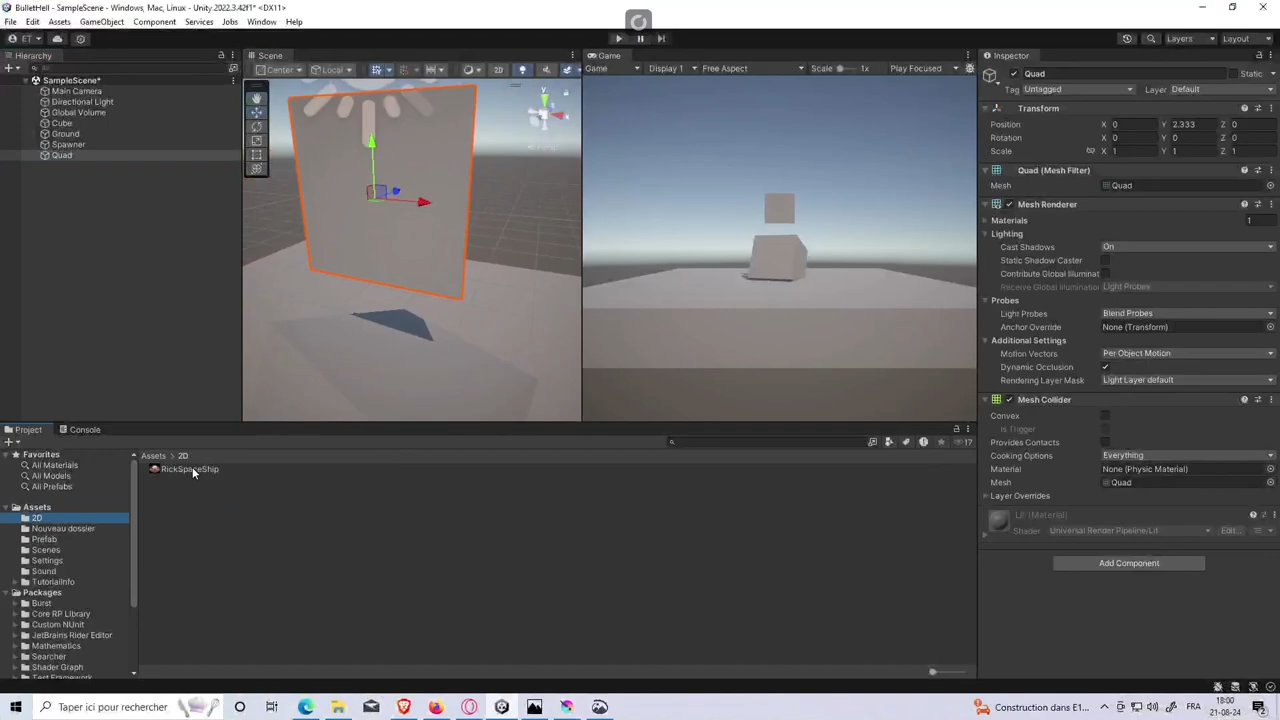 BulletHell - SampleScene - Windows, Mac, Linux - Unity 2022.3.42f1* <DX11>
File Edit Assets GameObject Component Services Jobs Window Help
ET
Layers Layout
Hierarchy
Scene
Game
Inspector
All
Center Local 2D
Game Display 1 Free Aspect Scale 1x Play Focused
SampleScene*
Main Camera
Directional Light
Global Volume
Cube
Ground
Spawner
Quad
y
x
Persp
Quad Static
Tag Untagged Layer Default
Transform
Position X 0 Y 2.333 Z 0
Rotation X 0 Y 0 Z 0
Scale X 1 Y 1 Z 1
Quad (Mesh Filter)
Mesh Quad
Mesh Renderer
Materials 1
Lighting
Cast Shadows On
Static Shadow Caster
Contribute Global Illuminat
Receive Global Illumination Light Probes
Probes
Light Probes Blend Probes
Anchor Override None (Transform)
Additional Settings
Motion Vectors Per Object Motion
Dynamic Occlusion
Rendering Layer Mask Light Layer default
Mesh Collider
Convex
Is Trigger
Provides Contacts
Cooking Options Everything
Material None (Physic Material)
Mesh Quad
Layer Overrides
Lit (Material)
Shader Universal Render Pipeline/Lit Edit...
Add Component
Project Console
17
Favorites
All Materials
All Models
All Prefabs
Assets
2D
Nouveau dossier
Prefab
Scenes
Settings
Sound
TutorialInfo
Packages
Burst
Core RP Library
Custom NUnit
JetBrains Rider Editor
Mathematics
Searcher
Shader Graph
Test Framework
Assets > 2D
RickSpaceShip
Taper ici pour rechercher
Construction dans E1...
FRA
18:00
21-08-24